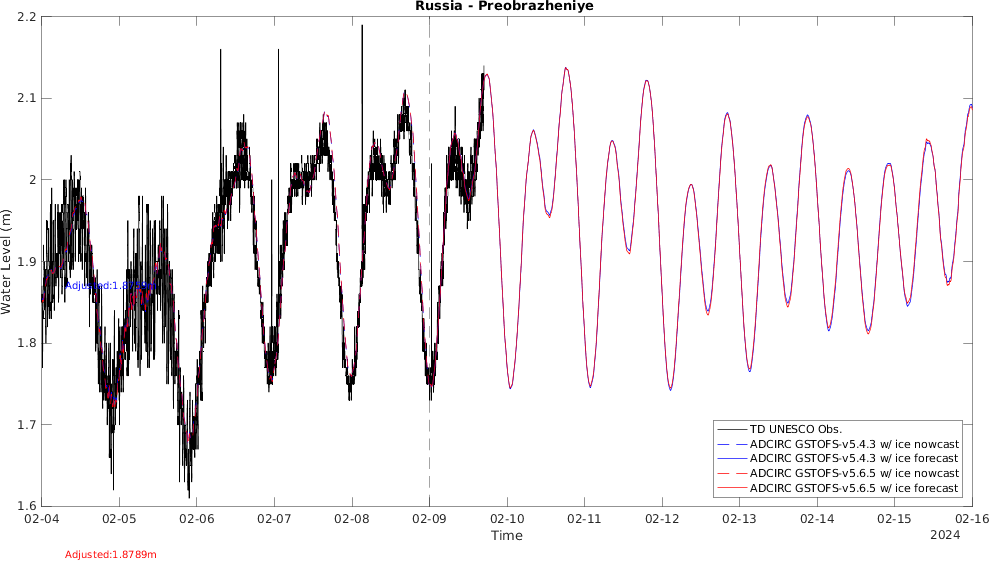 Russia - Preobrazheniye
Water Level (m)
2.2
2.1
2
1.9
1.8
1.7
1.6
TD UNESCO Obs.
ADCIRC GSTOFS-v5.4.3 w/ ice nowcast
ADCIRC GSTOFS-v5.4.3 w/ ice forecast
ADCIRC GSTOFS-v5.6.5 w/ ice nowcast
ADCIRC GSTOFS-v5.6.5 w/ ice forecast
02-04 02-05 02-06 02-07 02-08 02-09 02-10 02-11 02-12 02-13 02-14 02-15 02-16
Time
2024
Adjusted:1.8789m